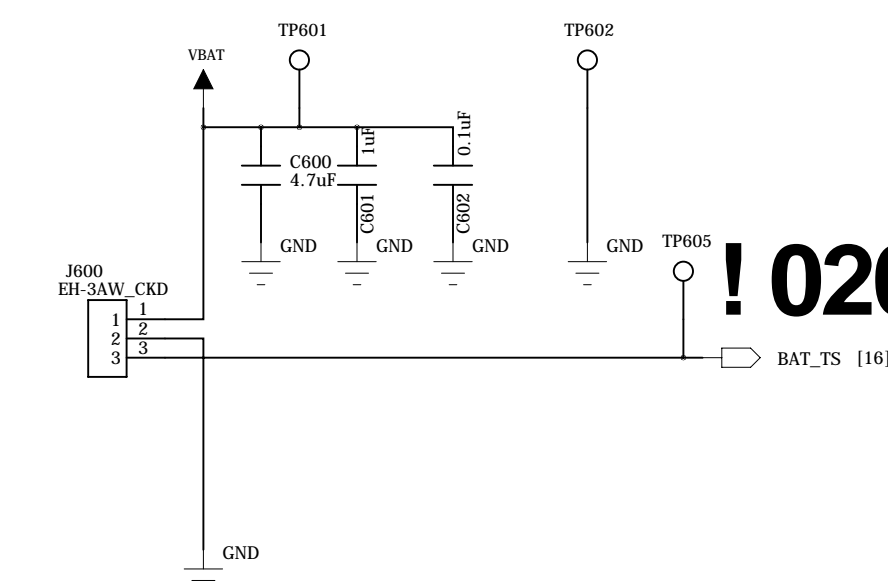 TP601
TP602
VBAT
1uF
0.1uF
C600
4.7uF
C601
C602
GND
GND
GND
GND
TP605
! 020
J600
EH-3AW_CKD
1 1
2 2
3 3
BAT_TS [16]
GND